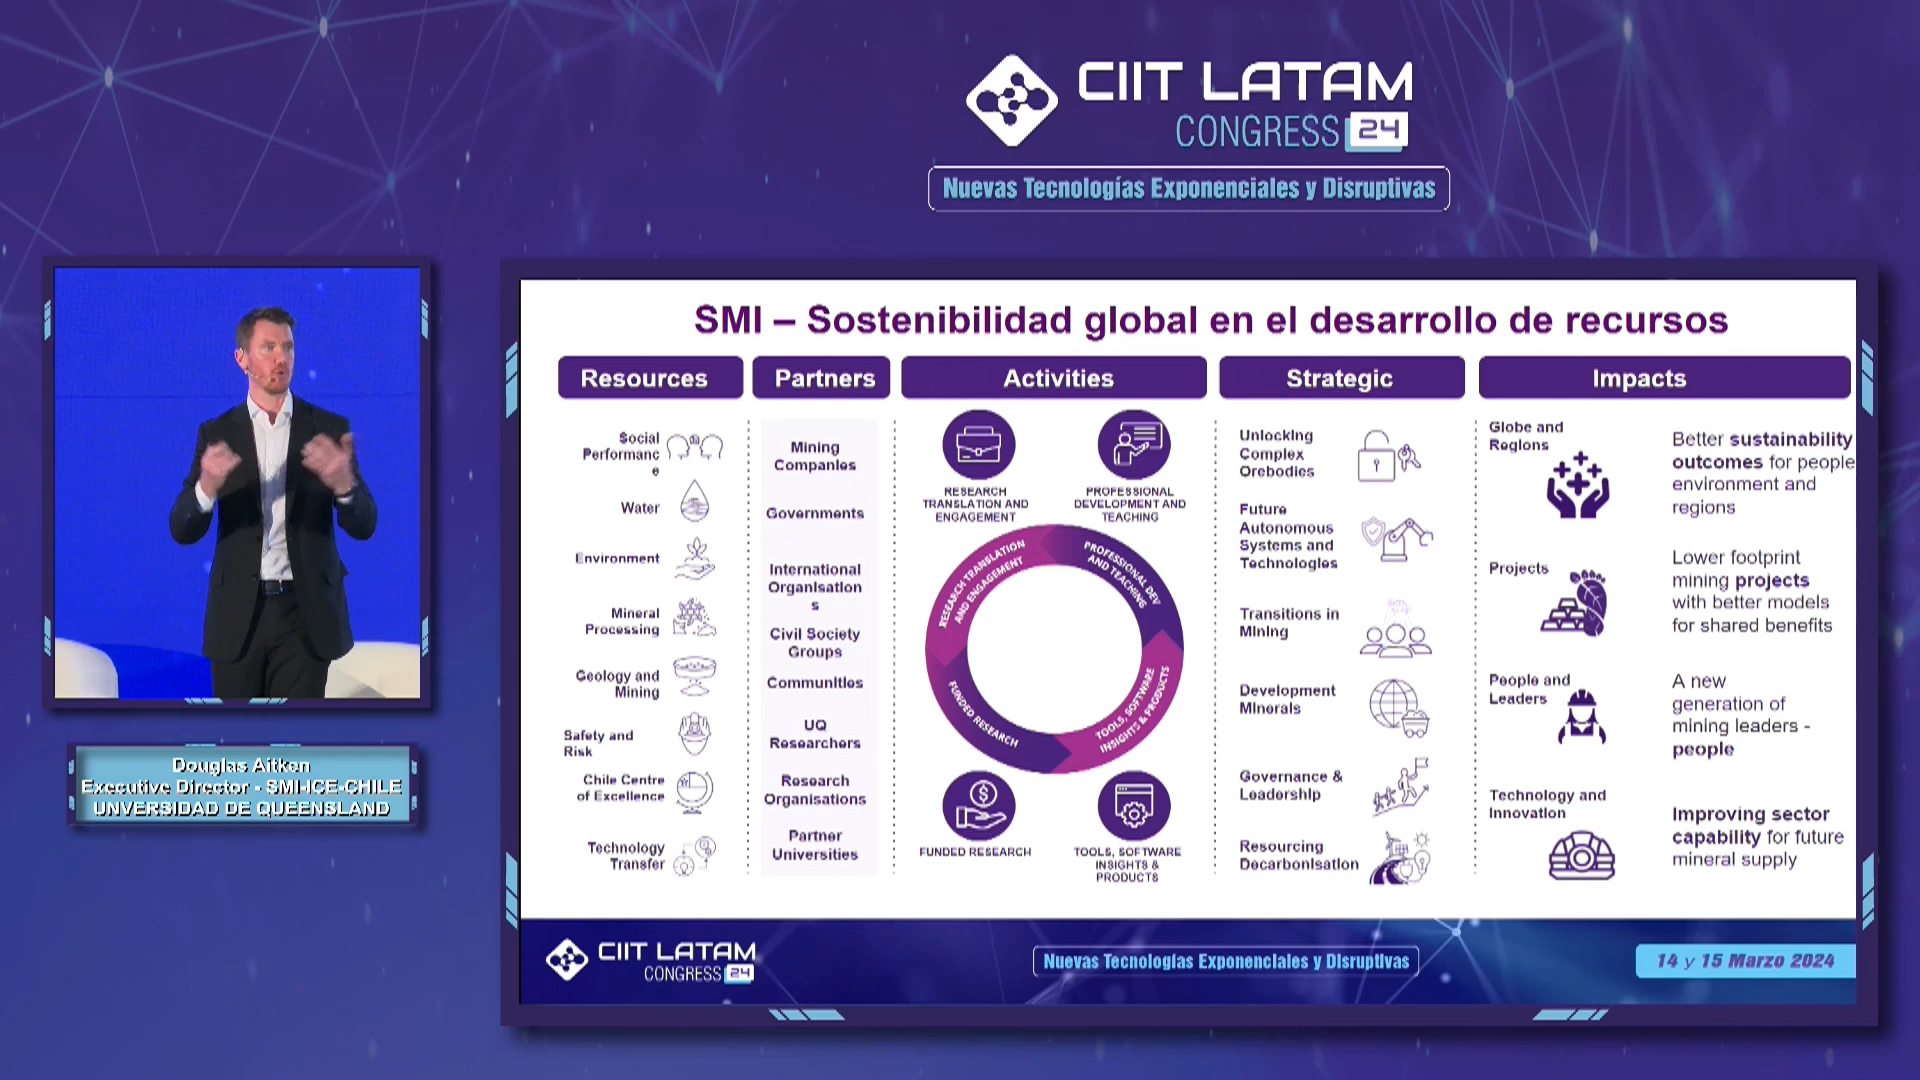 CIIT LATAM
CONGRESS 24
Nuevas Tecnologías Exponenciales y Disruptivas
Douglas Aitken
Executive Director - SMI-ICE-CHILE
UNVERSIDAD DE QUEENSLAND
SMI – Sostenibilidad global en el desarrollo de recursos
Resources
Partners
Activities
Strategic
Impacts
Social
Performanc
e
Water
Environment
Mineral
Processing
Geology and
Mining
Safety and
Risk
Chile Centre
of Excellence
Technology
Transfer
Mining
Companies
Governments
International
Organisation
s
Civil Society
Groups
Communities
UQ
Researchers
Research
Organisations
Partner
Universities
RESEARCH
TRANSLATION AND
ENGAGEMENT
PROFESSIONAL
DEVELOPMENT AND
TEACHING
RESEARCH TRANSLATION
AND ENGAGEMENT
PROFESSIONAL DEV
AND TEACHING
FUNDED RESEARCH
TOOLS, SOFTWARE
INSIGHTS & PRODUCTS
FUNDED RESEARCH
TOOLS, SOFTWARE
INSIGHTS &
PRODUCTS
Unlocking
Complex
Orebodies
Future
Autonomous
Systems and
Technologies
Transitions in
Mining
Development
Minerals
Governance &
Leadership
Resourcing
Decarbonisation
Globe and
Regions
Better sustainability
outcomes for people
environment and
regions
Projects
Lower footprint
mining projects
with better models
for shared benefits
People and
Leaders
A new
generation of
mining leaders -
people
Technology and
Innovation
Improving sector
capability for future
mineral supply
CIIT LATAM
CONGRESS 24
Nuevas Tecnologías Exponenciales y Disruptivas
14 y 15 Marzo 2024